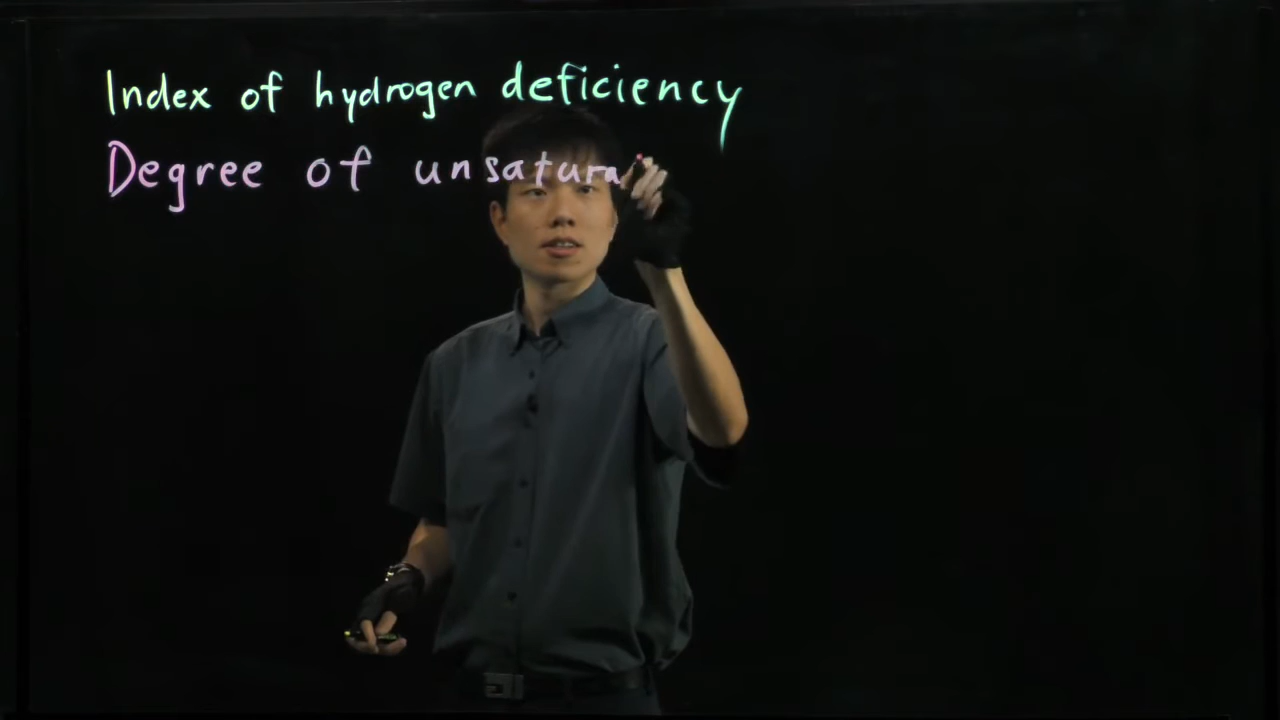 Index of hydrogen deficiency
Degree of unsatura